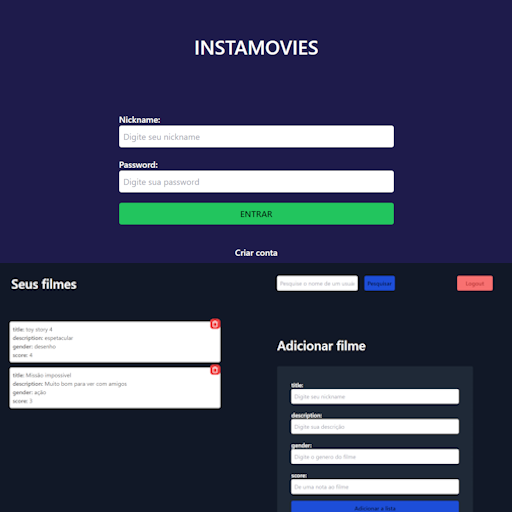 INSTAMOVIES
Nickname:
Digite seu nickname
Password:
Digite sua password
ENTRAR
Criar conta
Seus filmes
Pesquise o nome de um usuar
Pesquisar
Logout
title: toy story 4
description: espetacular
gender: desenho
score: 4
title: Missão impossível
description: Muito bom para ver com amigos
gender: ação
score: 3
Adicionar filme
title:
Digite seu nickname
description:
Digite sua descrição
gender:
Digite o genero do filme
score:
De uma nota ao filme
Adicionar a lista